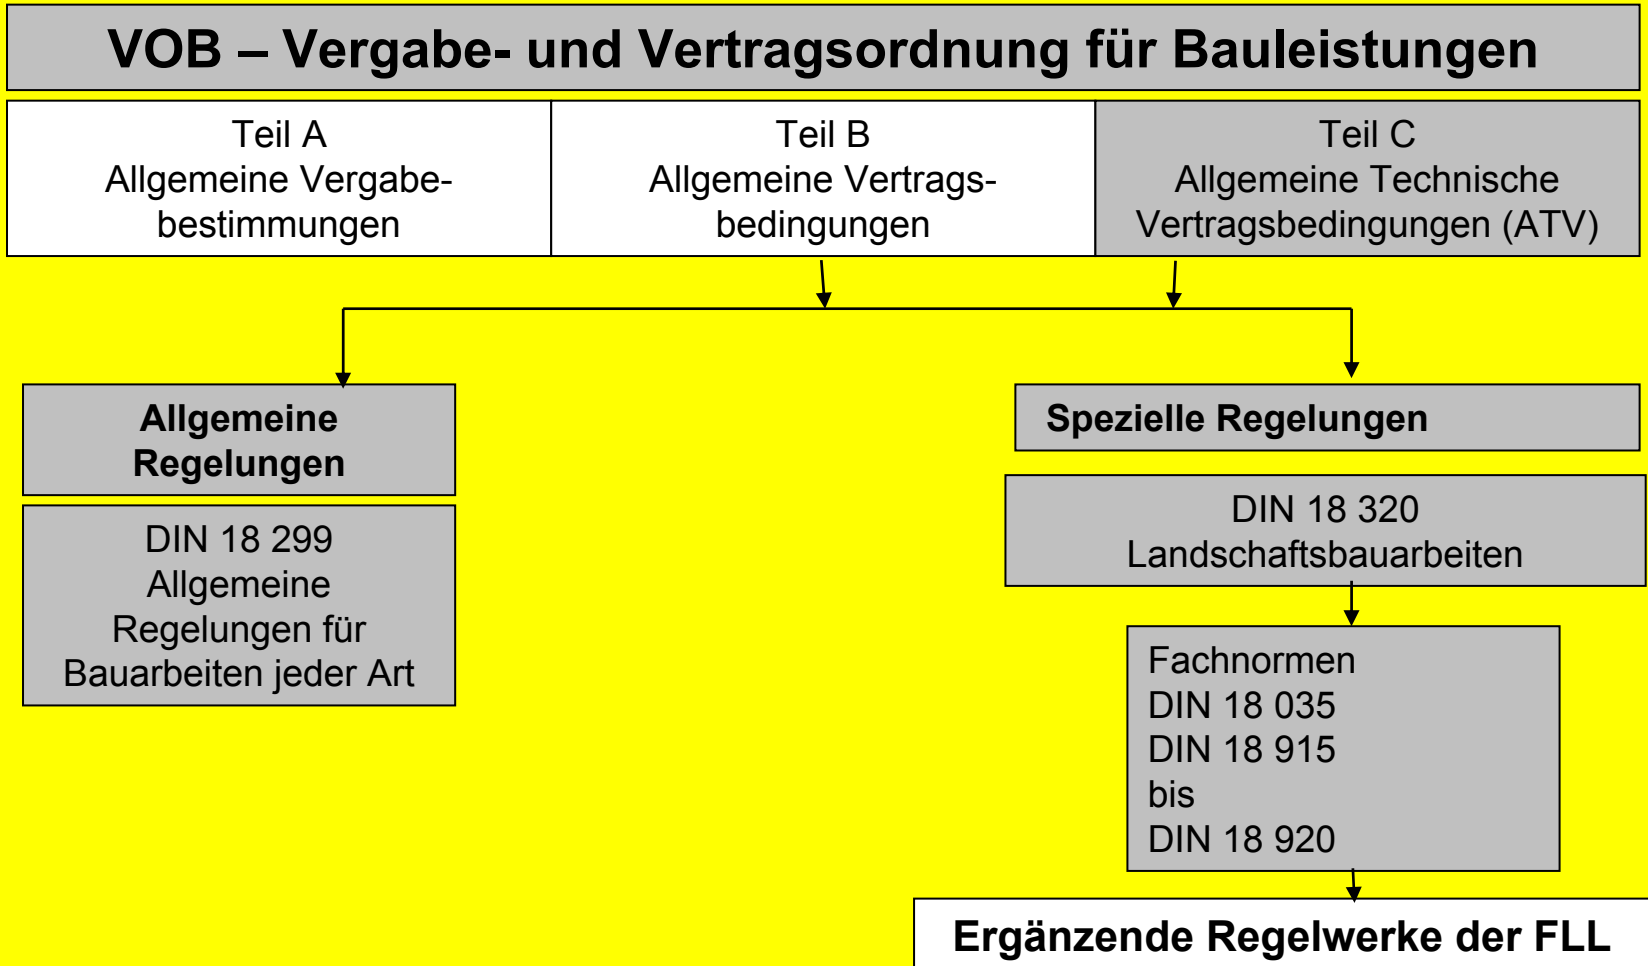 VOB – Vergabe- und Vertragsordnung für Bauleistungen
Teil A
Allgemeine Vergabe-
bestimmungen
Teil B
Allgemeine Vertrags-
bedingungen
Teil C
Allgemeine Technische
Vertragsbedingungen (ATV)
Allgemeine
Regelungen
DIN 18 299
Allgemeine
Regelungen für
Bauarbeiten jeder Art
Spezielle Regelungen
DIN 18 320
Landschaftsbauarbeiten
Fachnormen
DIN 18 035
DIN 18 915
bis
DIN 18 920
Ergänzende Regelwerke der FLL